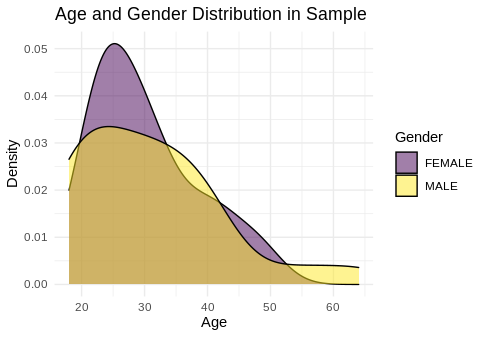 Age and Gender Distribution in Sample
Density
0.05
0.04
0.03
0.02
0.01
0.00
20 30 40 50 60
Age
Gender
FEMALE
MALE